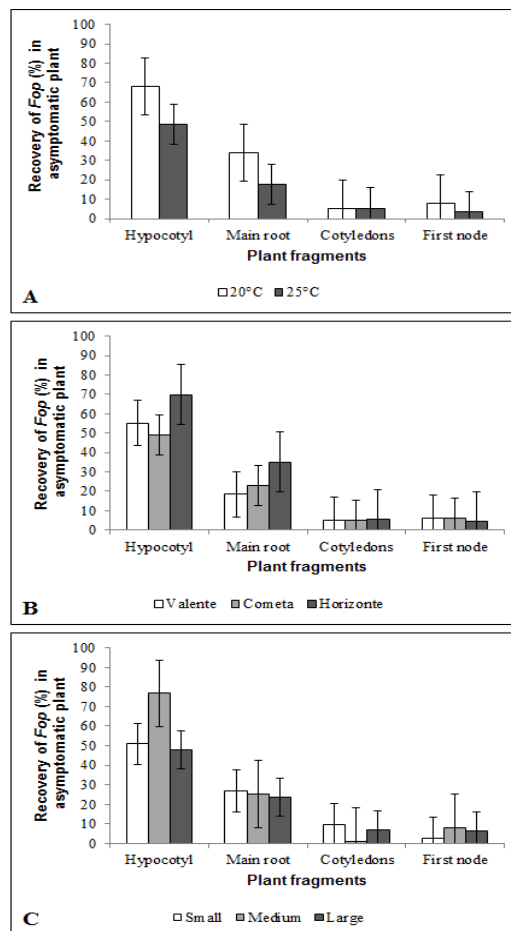 Recovery of Fop (%) in
asymptomatic plant
100
90
80
70
60
50
40
30
20
10
0
Hypocotyl Main root Cotyledons First node
Plant fragments
20°C 25°C
A
Recovery of Fop (%) in
asymptomatic plant
100
90
80
70
60
50
40
30
20
10
0
Hypocotyl Main root Cotyledons First node
Plant fragments
Valente Cometa Horizonte
B
Recovery of Fop (%) in
asymptomatic plant
100
90
80
70
60
50
40
30
20
10
0
Hypocotyl Main root Cotyledons First node
Plant fragments
Small Medium Large
C